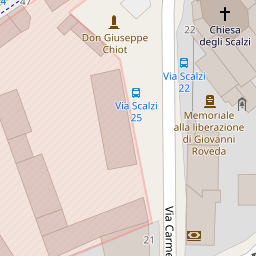 47
22
Chiesa
degli Scalzi
Don Giuseppe
Chiot
Via Scalzi
22
Via Scalzi
25
Memoriale
alla liberazione
di Giovanni
Roveda
Via Carme
21